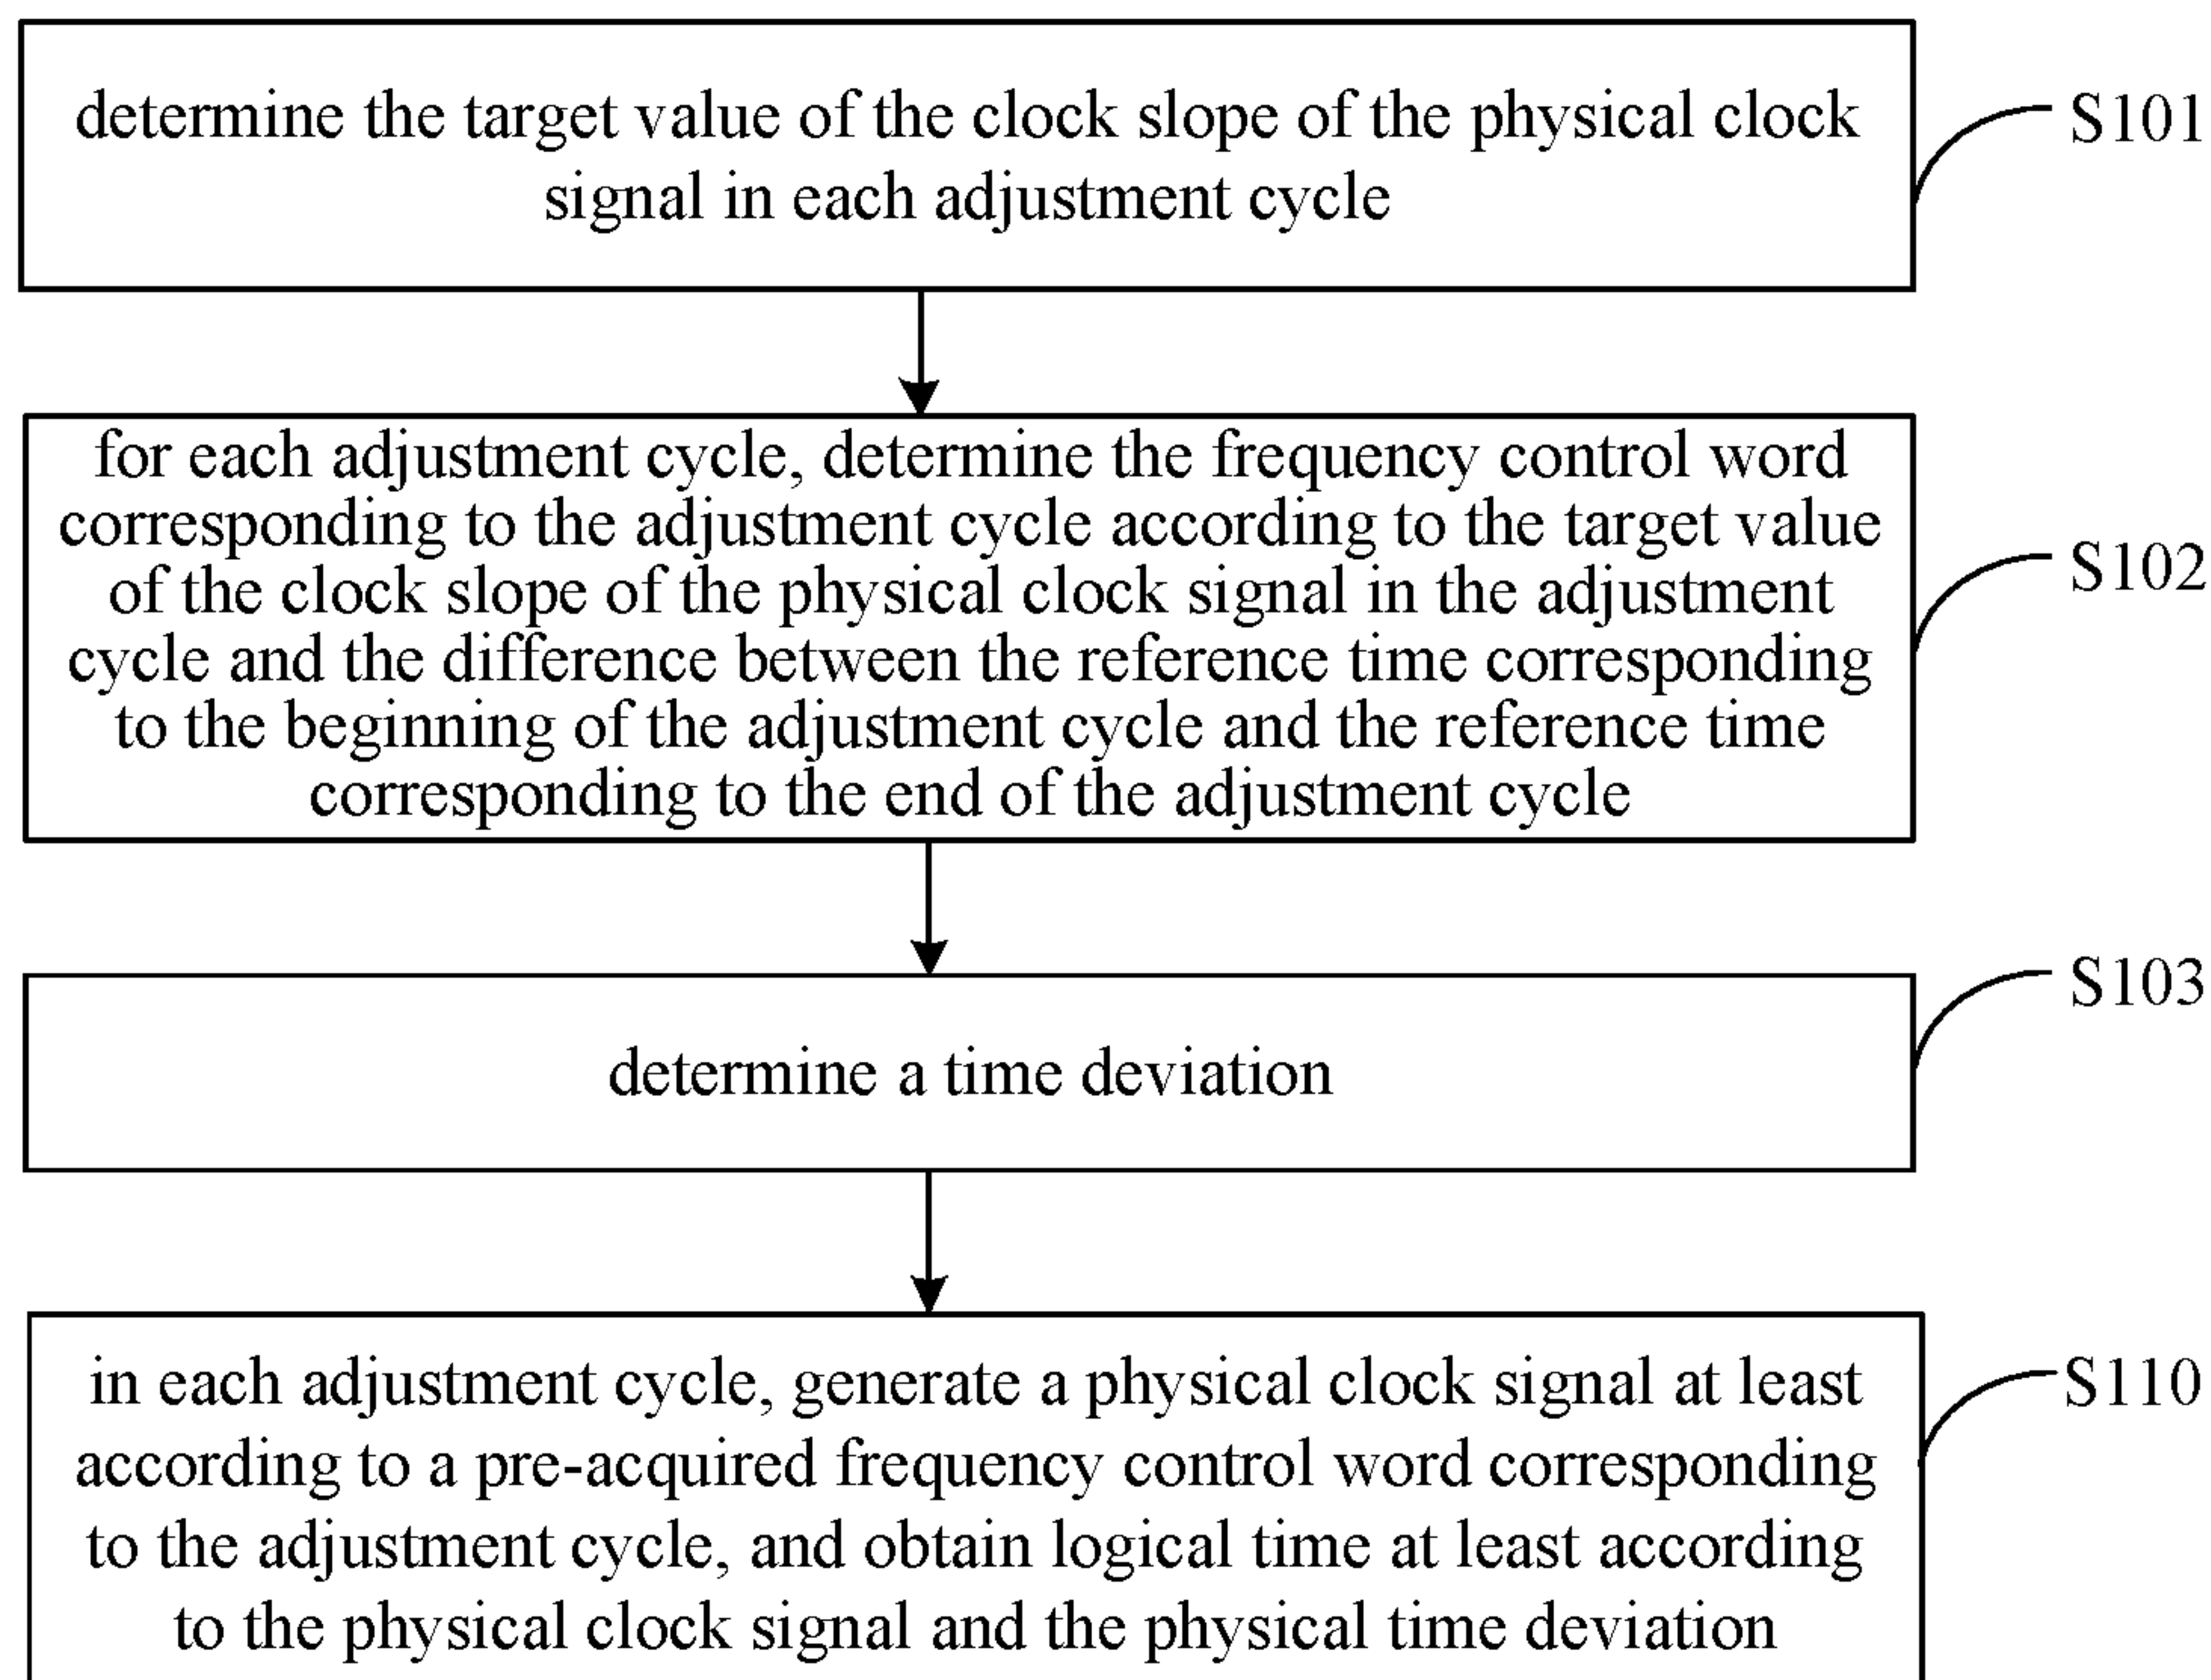 determine the target value of the clock slope of the physical clock
signal in each adjustment cycle
S101
for each adjustment cycle, determine the frequency control word
corresponding to the adjustment cycle according to the target value
of the clock slope of the physical clock signal in the adjustment
cycle and the difference between the reference time corresponding
to the beginning of the adjustment cycle and the reference time
corresponding to the end of the adjustment cycle
S102
determine a time deviation
S103
in each adjustment cycle, generate a physical clock signal at least
according to a pre-acquired frequency control word corresponding
to the adjustment cycle, and obtain logical time at least according
to the physical clock signal and the physical time deviation
S110